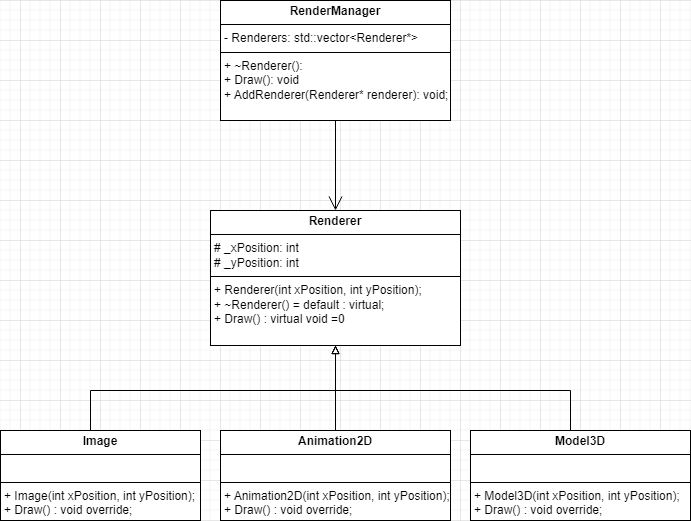 RenderManager
- Renderers: std::vector<Renderer*>
+ ~Renderer():
+ Draw(): void
+ AddRenderer(Renderer* renderer): void;
Renderer
# _xPosition: int
# _yPosition: int
+ Renderer(int xPosition, int yPosition);
+ ~Renderer() = default : virtual;
+ Draw() : virtual void =0
Image
+ Image(int xPosition, int yPosition);
+ Draw() : void override;
Animation2D
+ Animation2D(int xPosition, int yPosition);
+ Draw() : void override;
Model3D
+ Model3D(int xPosition, int yPosition);
+ Draw() : void override;